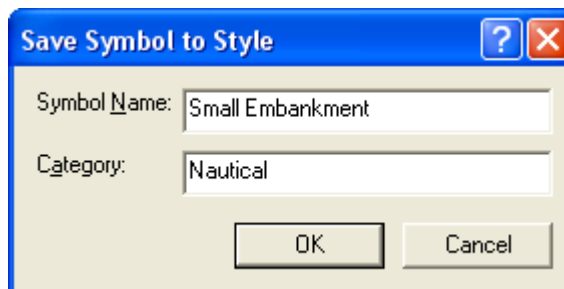 Save Symbol to Style
Symbol Name: Small Embankment
Category: Nautical
OK Cancel